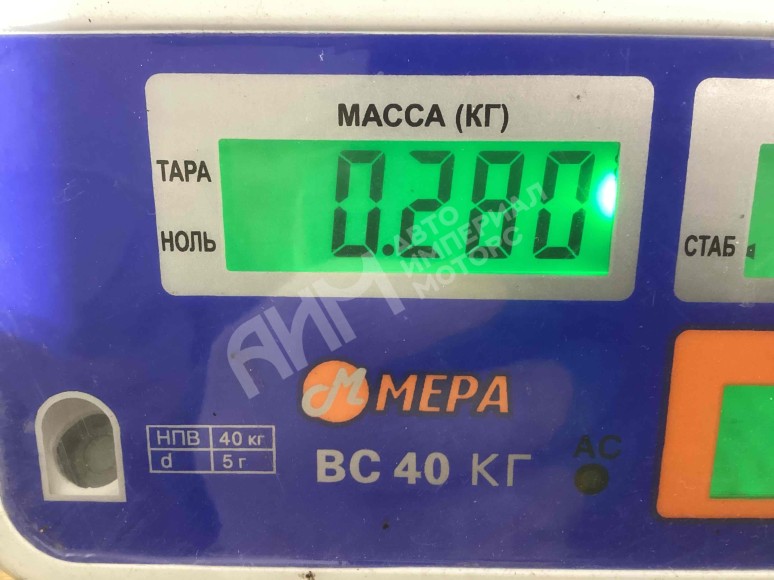 МАССА (КГ)
ТАРА
0.280
НОЛЬ
СТАБ
АИМ АВТО
ИМПЕРИАЛ
МОТОРС
М МЕРА
НПВ 40 кг
d 5 г
ВС 40 КГ
AC